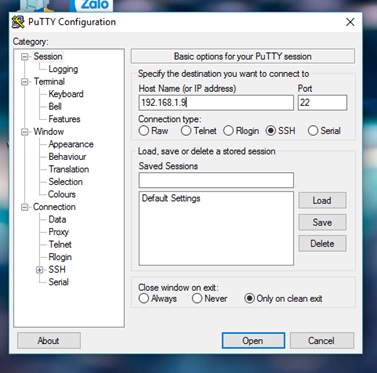 Zalo
PuTTY Configuration
Category:
Session
Logging
Terminal
Keyboard
Bell
Features
Window
Appearance
Behaviour
Translation
Selection
Colours
Connection
Data
Proxy
Telnet
Rlogin
SSH
Serial
Basic options for your PuTTY session
Specify the destination you want to connect to
Host Name (or IP address) Port
192.168.1.9 22
Connection type:
Raw Telnet Rlogin SSH Serial
Load, save or delete a stored session
Saved Sessions
Default Settings
Load
Save
Delete
Close window on exit:
Always Never Only on clean exit
About Open Cancel